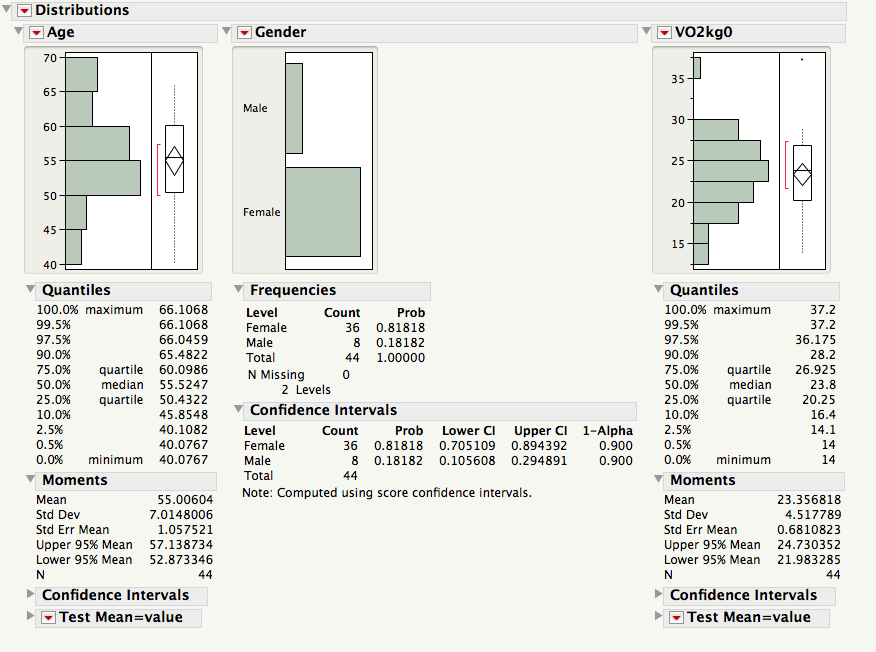 Distributions
Age
70
65
60
55
50
45
40
Quantiles
100.0% maximum 66.1068
99.5% 66.1068
97.5% 66.0459
90.0% 65.4822
75.0% quartile 60.0986
50.0% median 55.5247
25.0% quartile 50.4322
10.0% 45.8548
2.5% 40.1082
0.5% 40.0767
0.0% minimum 40.0767
Moments
Mean 55.00604
Std Dev 7.0148006
Std Err Mean 1.057521
Upper 95% Mean 57.138734
Lower 95% Mean 52.873346
N 44
Confidence Intervals
Test Mean=value
Gender
Male
Female
Frequencies
Level Count Prob
Female 36 0.81818
Male 8 0.18182
Total 44 1.00000
N Missing 0
2 Levels
Confidence Intervals
Level Count Prob Lower CI Upper CI 1-Alpha
Female 36 0.81818 0.705109 0.894392 0.900
Male 8 0.18182 0.105608 0.294891 0.900
Total 44
Note: Computed using score confidence intervals.
VO2kg0
35
30
25
20
15
Quantiles
100.0% maximum 37.2
99.5% 37.2
97.5% 36.175
90.0% 28.2
75.0% quartile 26.925
50.0% median 23.8
25.0% quartile 20.25
10.0% 16.4
2.5% 14.1
0.5% 14
0.0% minimum 14
Moments
Mean 23.356818
Std Dev 4.517789
Std Err Mean 0.6810823
Upper 95% Mean 24.730352
Lower 95% Mean 21.983285
N 44
Confidence Intervals
Test Mean=value